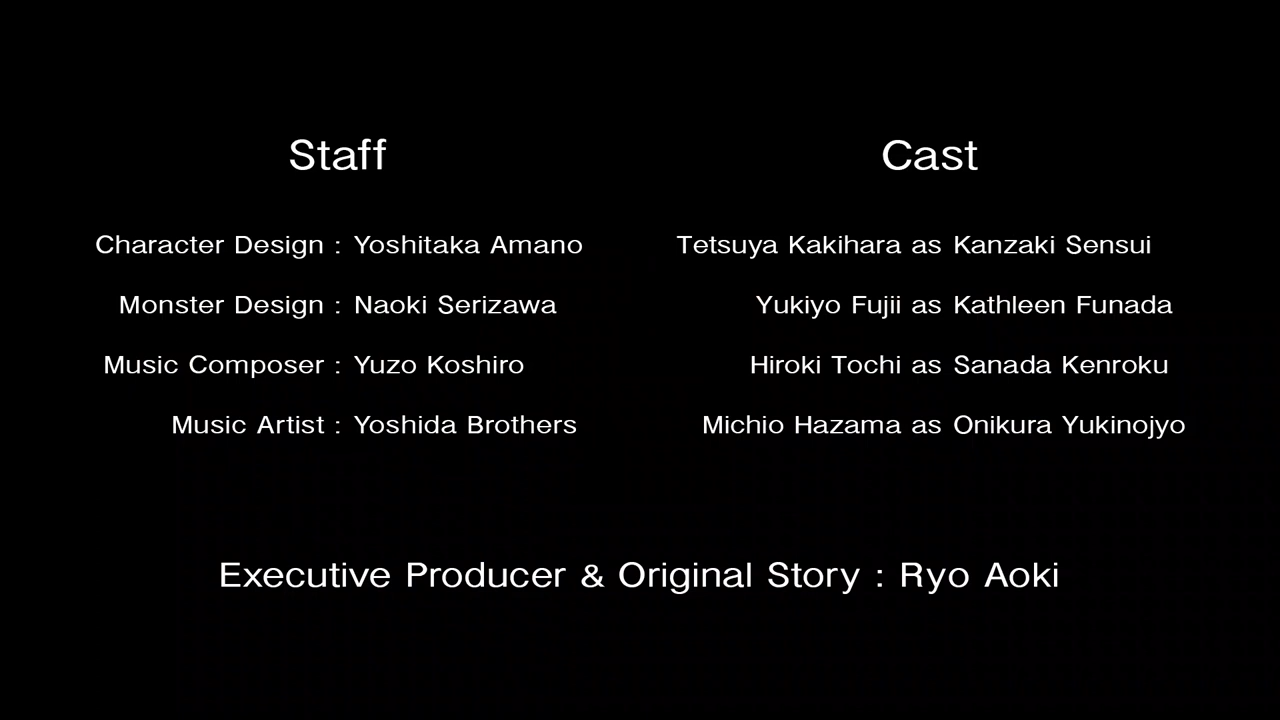 Staff
Character Design : Yoshitaka Amano
Monster Design : Naoki Serizawa
Music Composer : Yuzo Koshiro
Music Artist : Yoshida Brothers
Cast
Tetsuya Kakihara as Kanzaki Sensui
Yukiyo Fujii as Kathleen Funada
Hiroki Tochi as Sanada Kenroku
Michio Hazama as Onikura Yukinojyo
Executive Producer & Original Story : Ryo Aoki